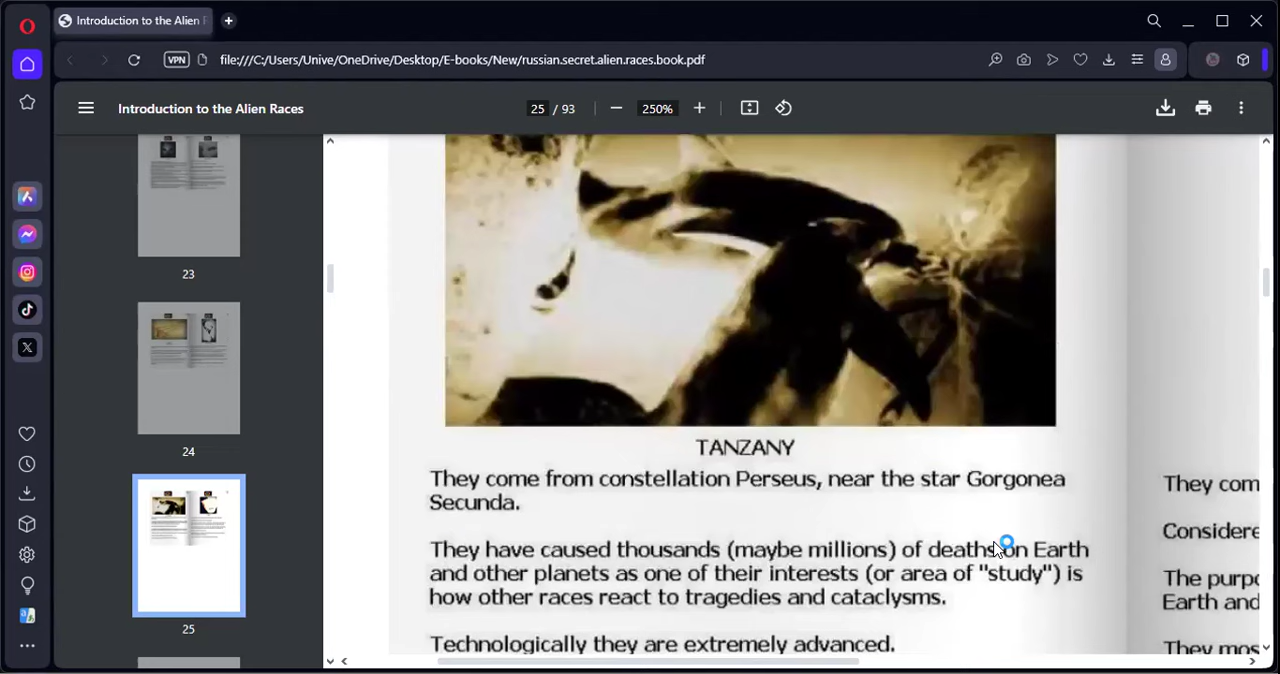 Introduction to the Alien
VPN
file:///C:/Users/Unive/OneDrive/Desktop/E-books/New/russian.secret.alien.races.book.pdf
Introduction to the Alien Races
25 / 93
250%
23
24
25
TANZANY
They come from constellation Perseus, near the star Gorgonea
Secunda.
They have caused thousands (maybe millions) of deaths on Earth
and other planets as one of their interests (or area of "study") is
how other races react to tragedies and cataclysms.
Technologically they are extremely advanced.
They com
Considere
The purpo
Earth and
They mos